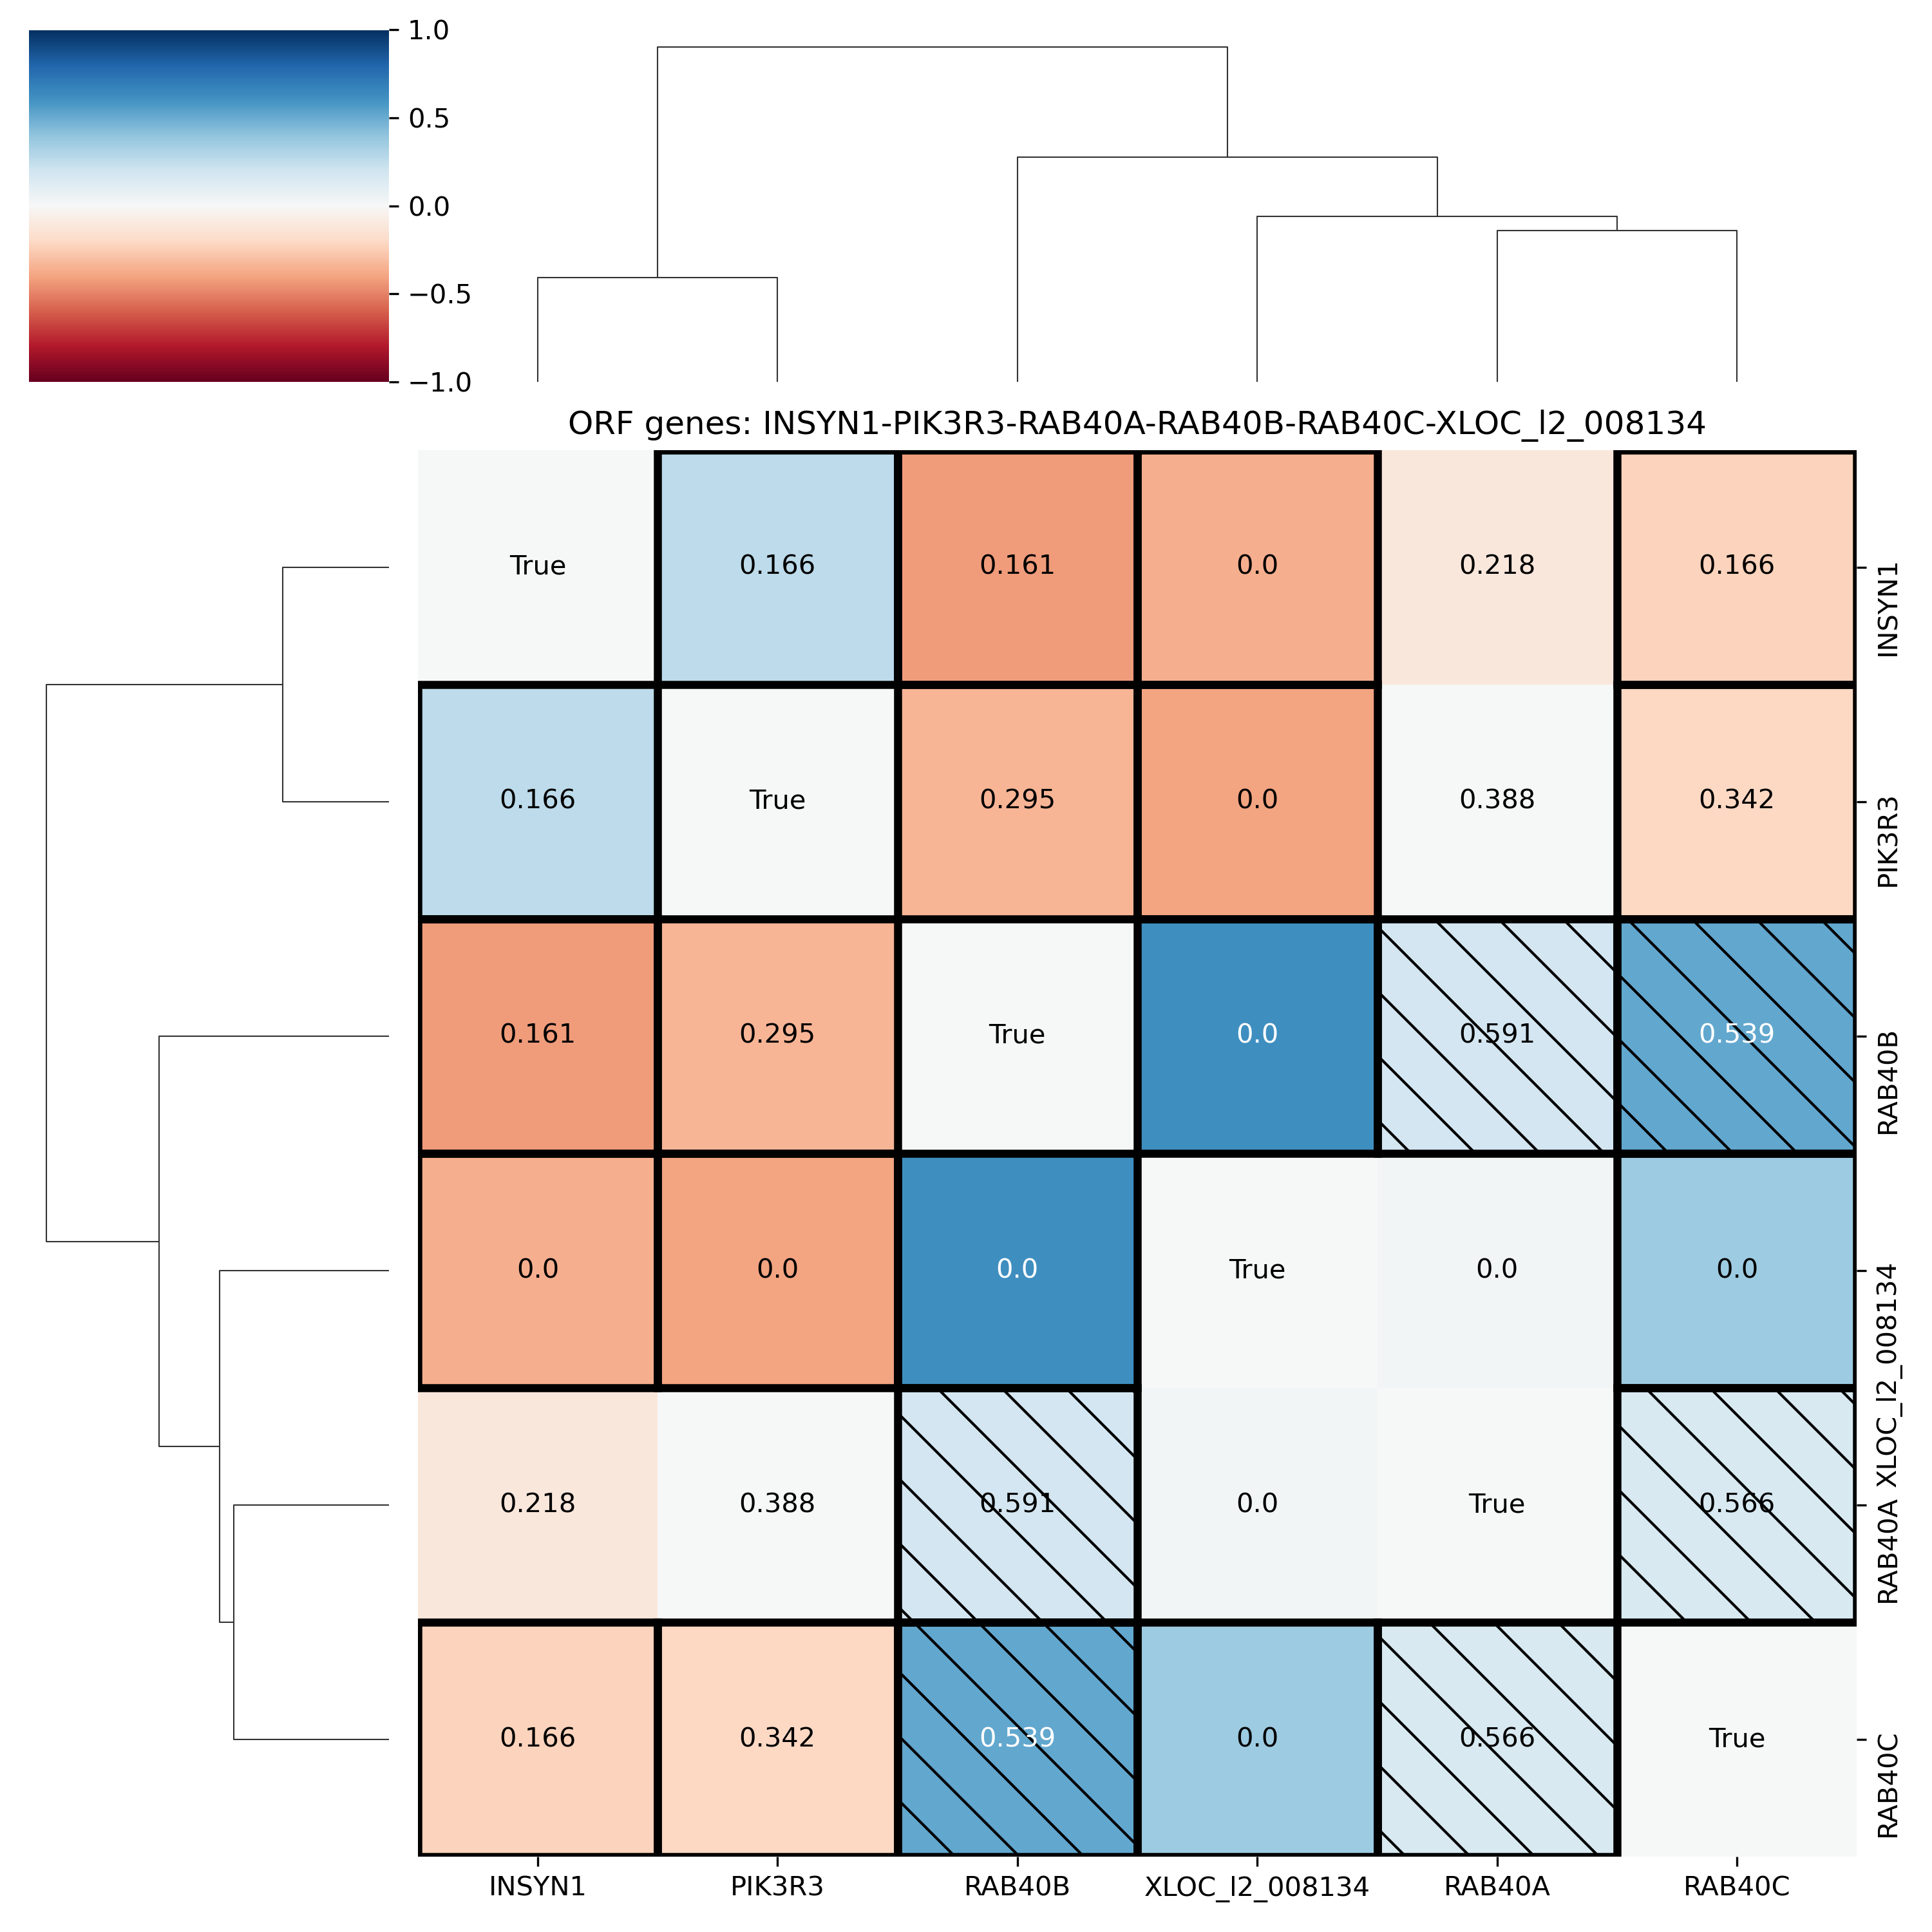 1.0
0.5
0.0
−0.5
−1.0
ORF genes: INSYN1-PIK3R3-RAB40A-RAB40B-RAB40C-XLOC_l2_008134
True 0.166 0.161 0.0 0.218 0.166 INSYN1
0.166 True 0.295 0.0 0.388 0.342 PIK3R3
0.161 0.295 True 0.0 0.591 0.539 RAB40B
0.0 0.0 0.0 True 0.0 0.0 XLOC_l2_008134
0.218 0.388 0.591 0.0 True 0.566 RAB40A
0.166 0.342 0.539 0.0 0.566 True RAB40C
INSYN1 PIK3R3 RAB40B XLOC_l2_008134 RAB40A RAB40C